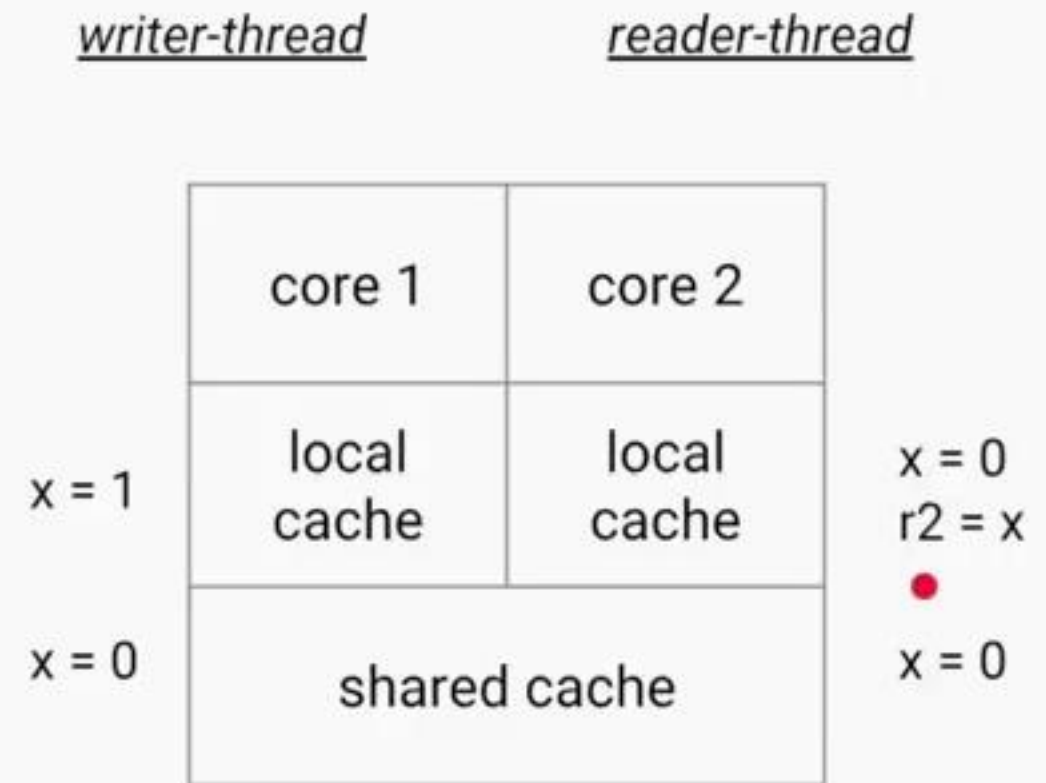 writer-thread
reader-thread
core 1
core 2
x = 1
local
cache
local
cache
x = 0
r2 = x
x = 0
shared cache
x = 0